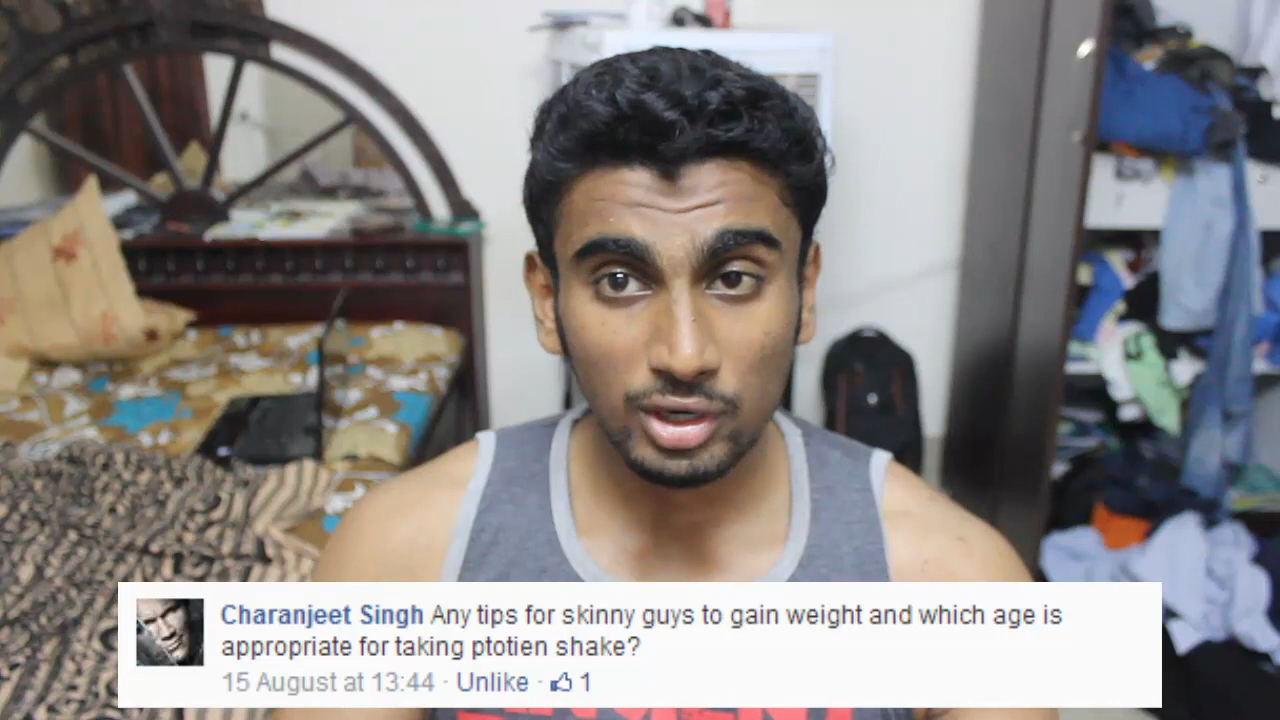 Charanjeet Singh Any tips for skinny guys to gain weight and which age is
appropriate for taking ptotien shake?
15 August at 13:44 · Unlike · 1